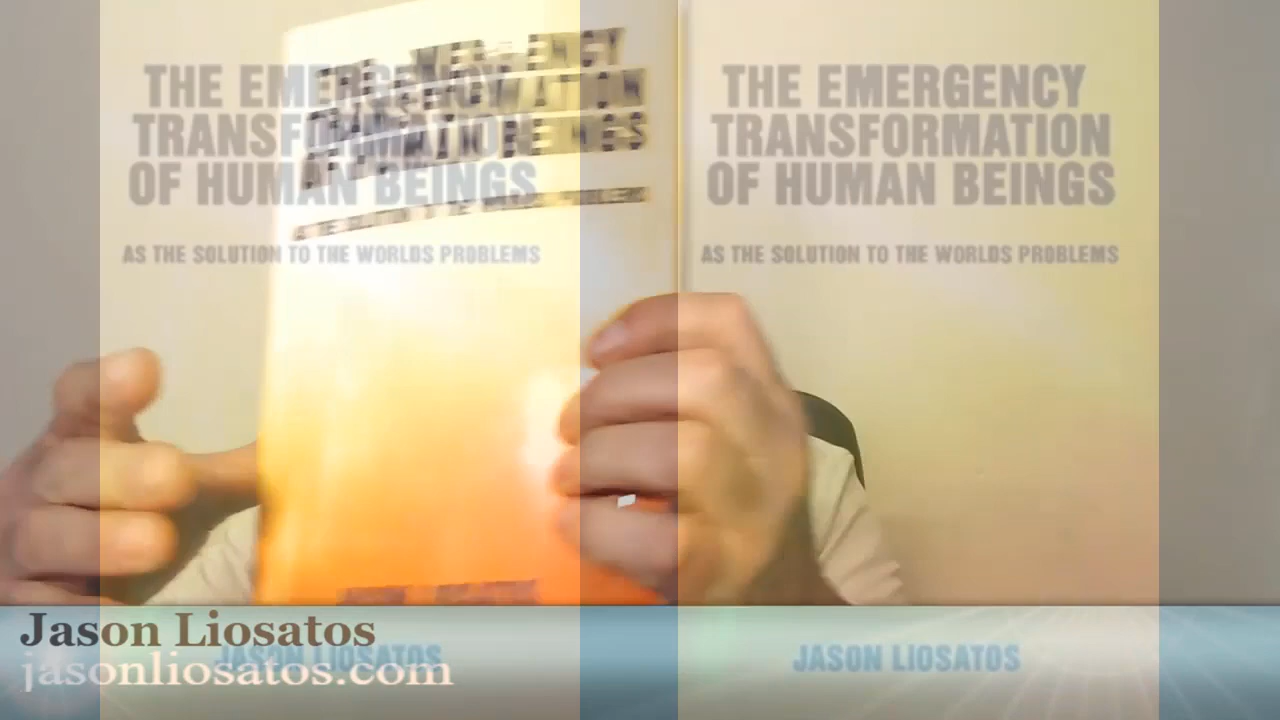 THE EMERGENCY
TRANSFORMATION
OF HUMAN BEINGS
AS THE SOLUTION TO THE WORLDS PROBLEMS
THE EMERGENCY
TRANSFORMATION
OF HUMAN BEINGS
AS THE SOLUTION TO THE WORLDS PROBLEMS
Jason Liosatos
jasonliosatos.com
JASON LIOSATOS
JASON LIOSATOS